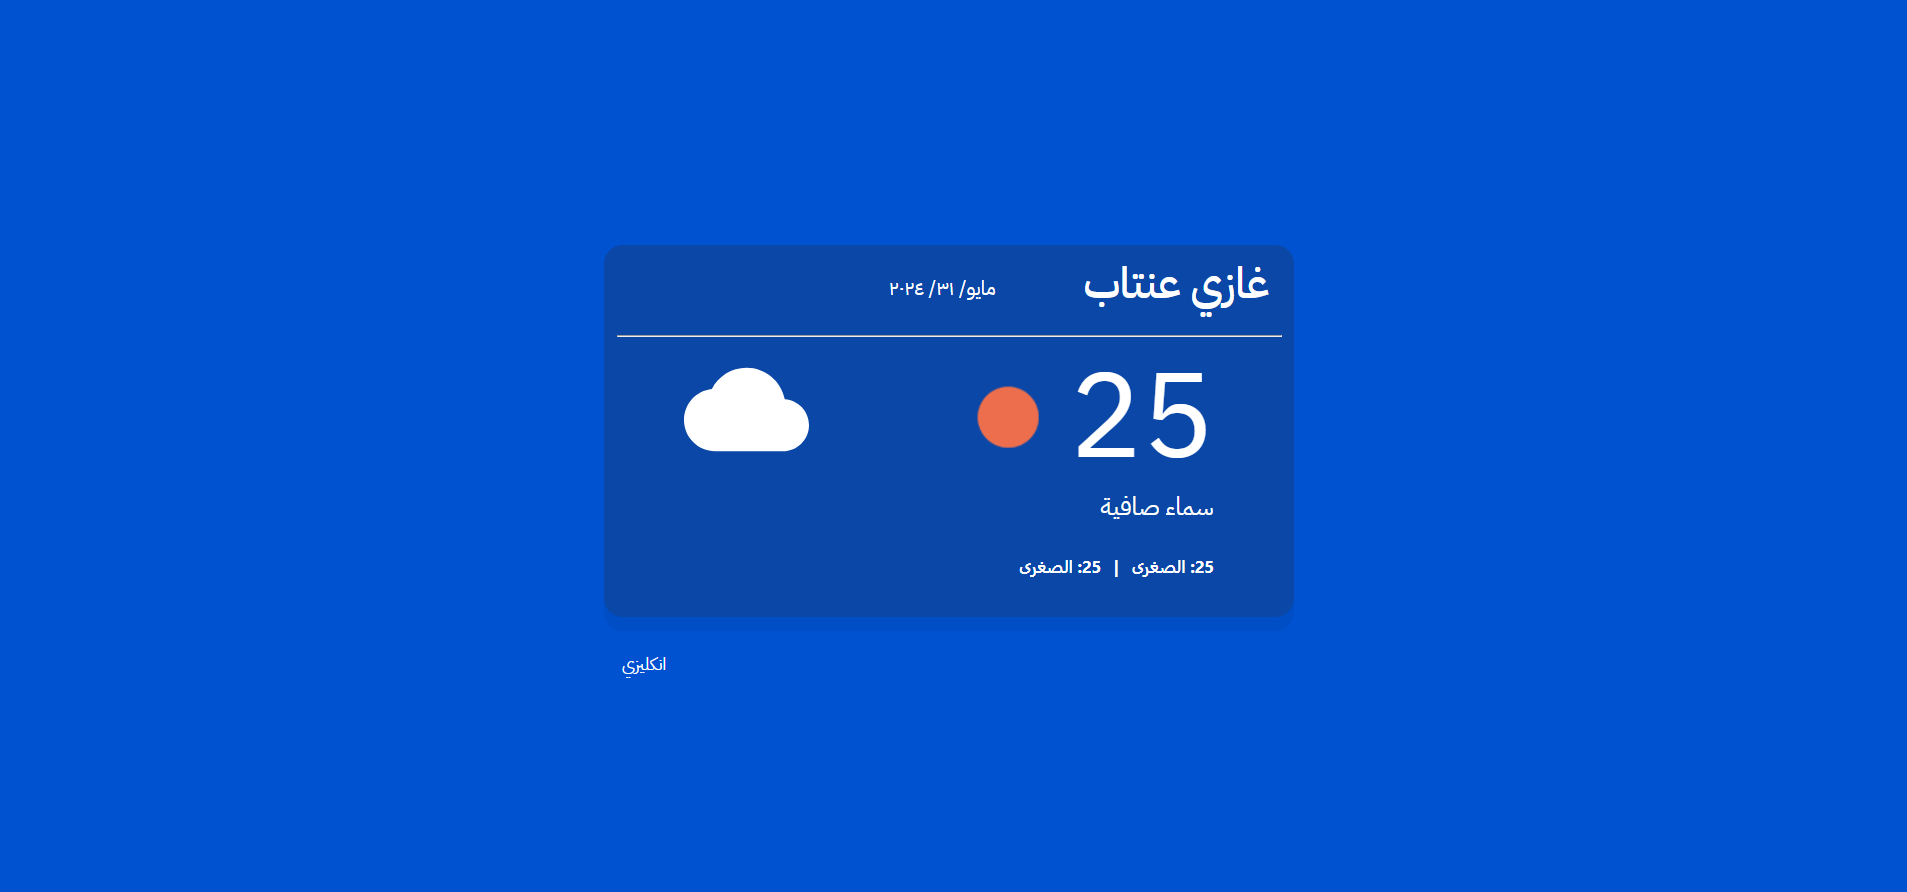 غازي عنتاب
مايو/ ٣١/ ٢٠٢٤
25
سماء صافية
25: الصغرى | 25: الصغرى
انكليزي